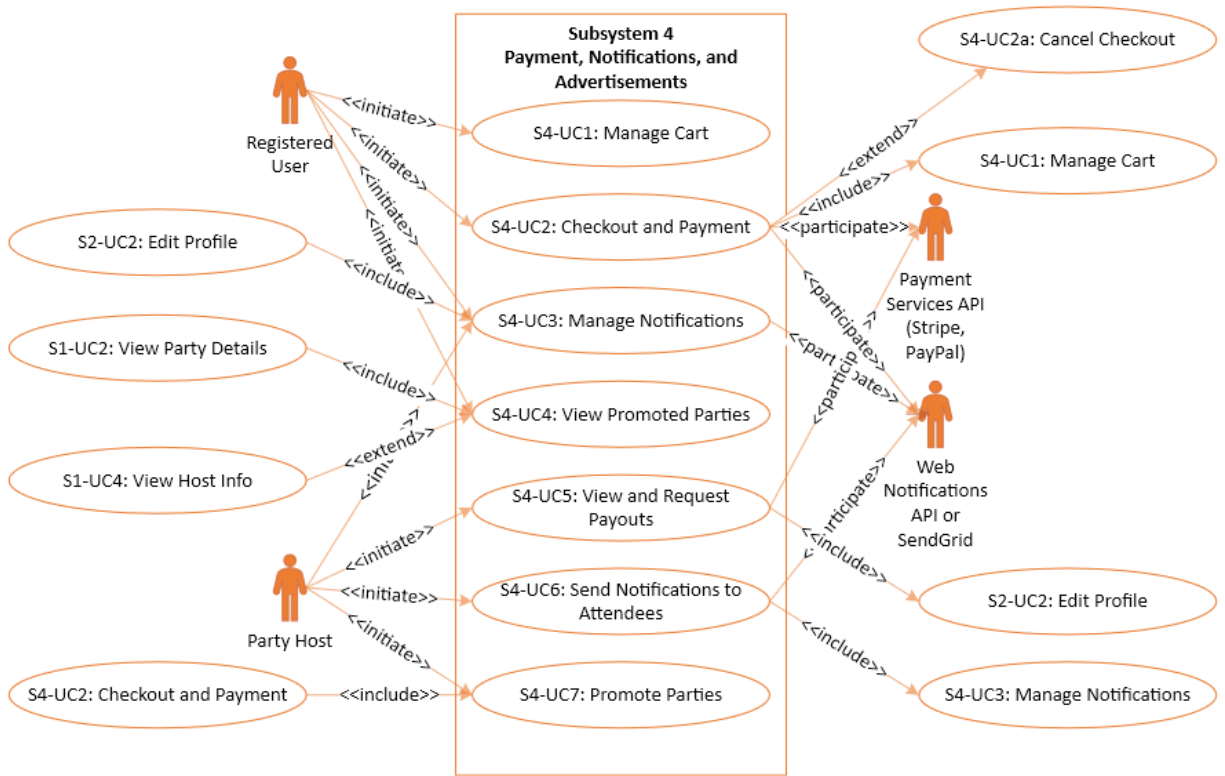 Subsystem 4
Payment, Notifications, and
Advertisements
S4-UC2a: Cancel Checkout
Registered
User
<<initiate>>
S4-UC1: Manage Cart
<<extend>>
S4-UC1: Manage Cart
<<initiate>>
<<include>>
S2-UC2: Edit Profile
<<initiate>>
S4-UC2: Checkout and Payment
<<participate>>
Payment
Services API
(Stripe,
PayPal)
<<include>>
S4-UC3: Manage Notifications
<<participate>>
S1-UC2: View Party Details
<<include>>
S4-UC4: View Promoted Parties
Web
Notifications
API or
SendGrid
S1-UC4: View Host Info
<<extend>>
S4-UC5: View and Request
Payouts
<<include>>
S2-UC2: Edit Profile
Party Host
<<initiate>>
<<initiate>>
<<initiate>>
S4-UC6: Send Notifications to
Attendees
<<include>>
S4-UC3: Manage Notifications
S4-UC2: Checkout and Payment
<<include>>
S4-UC7: Promote Parties